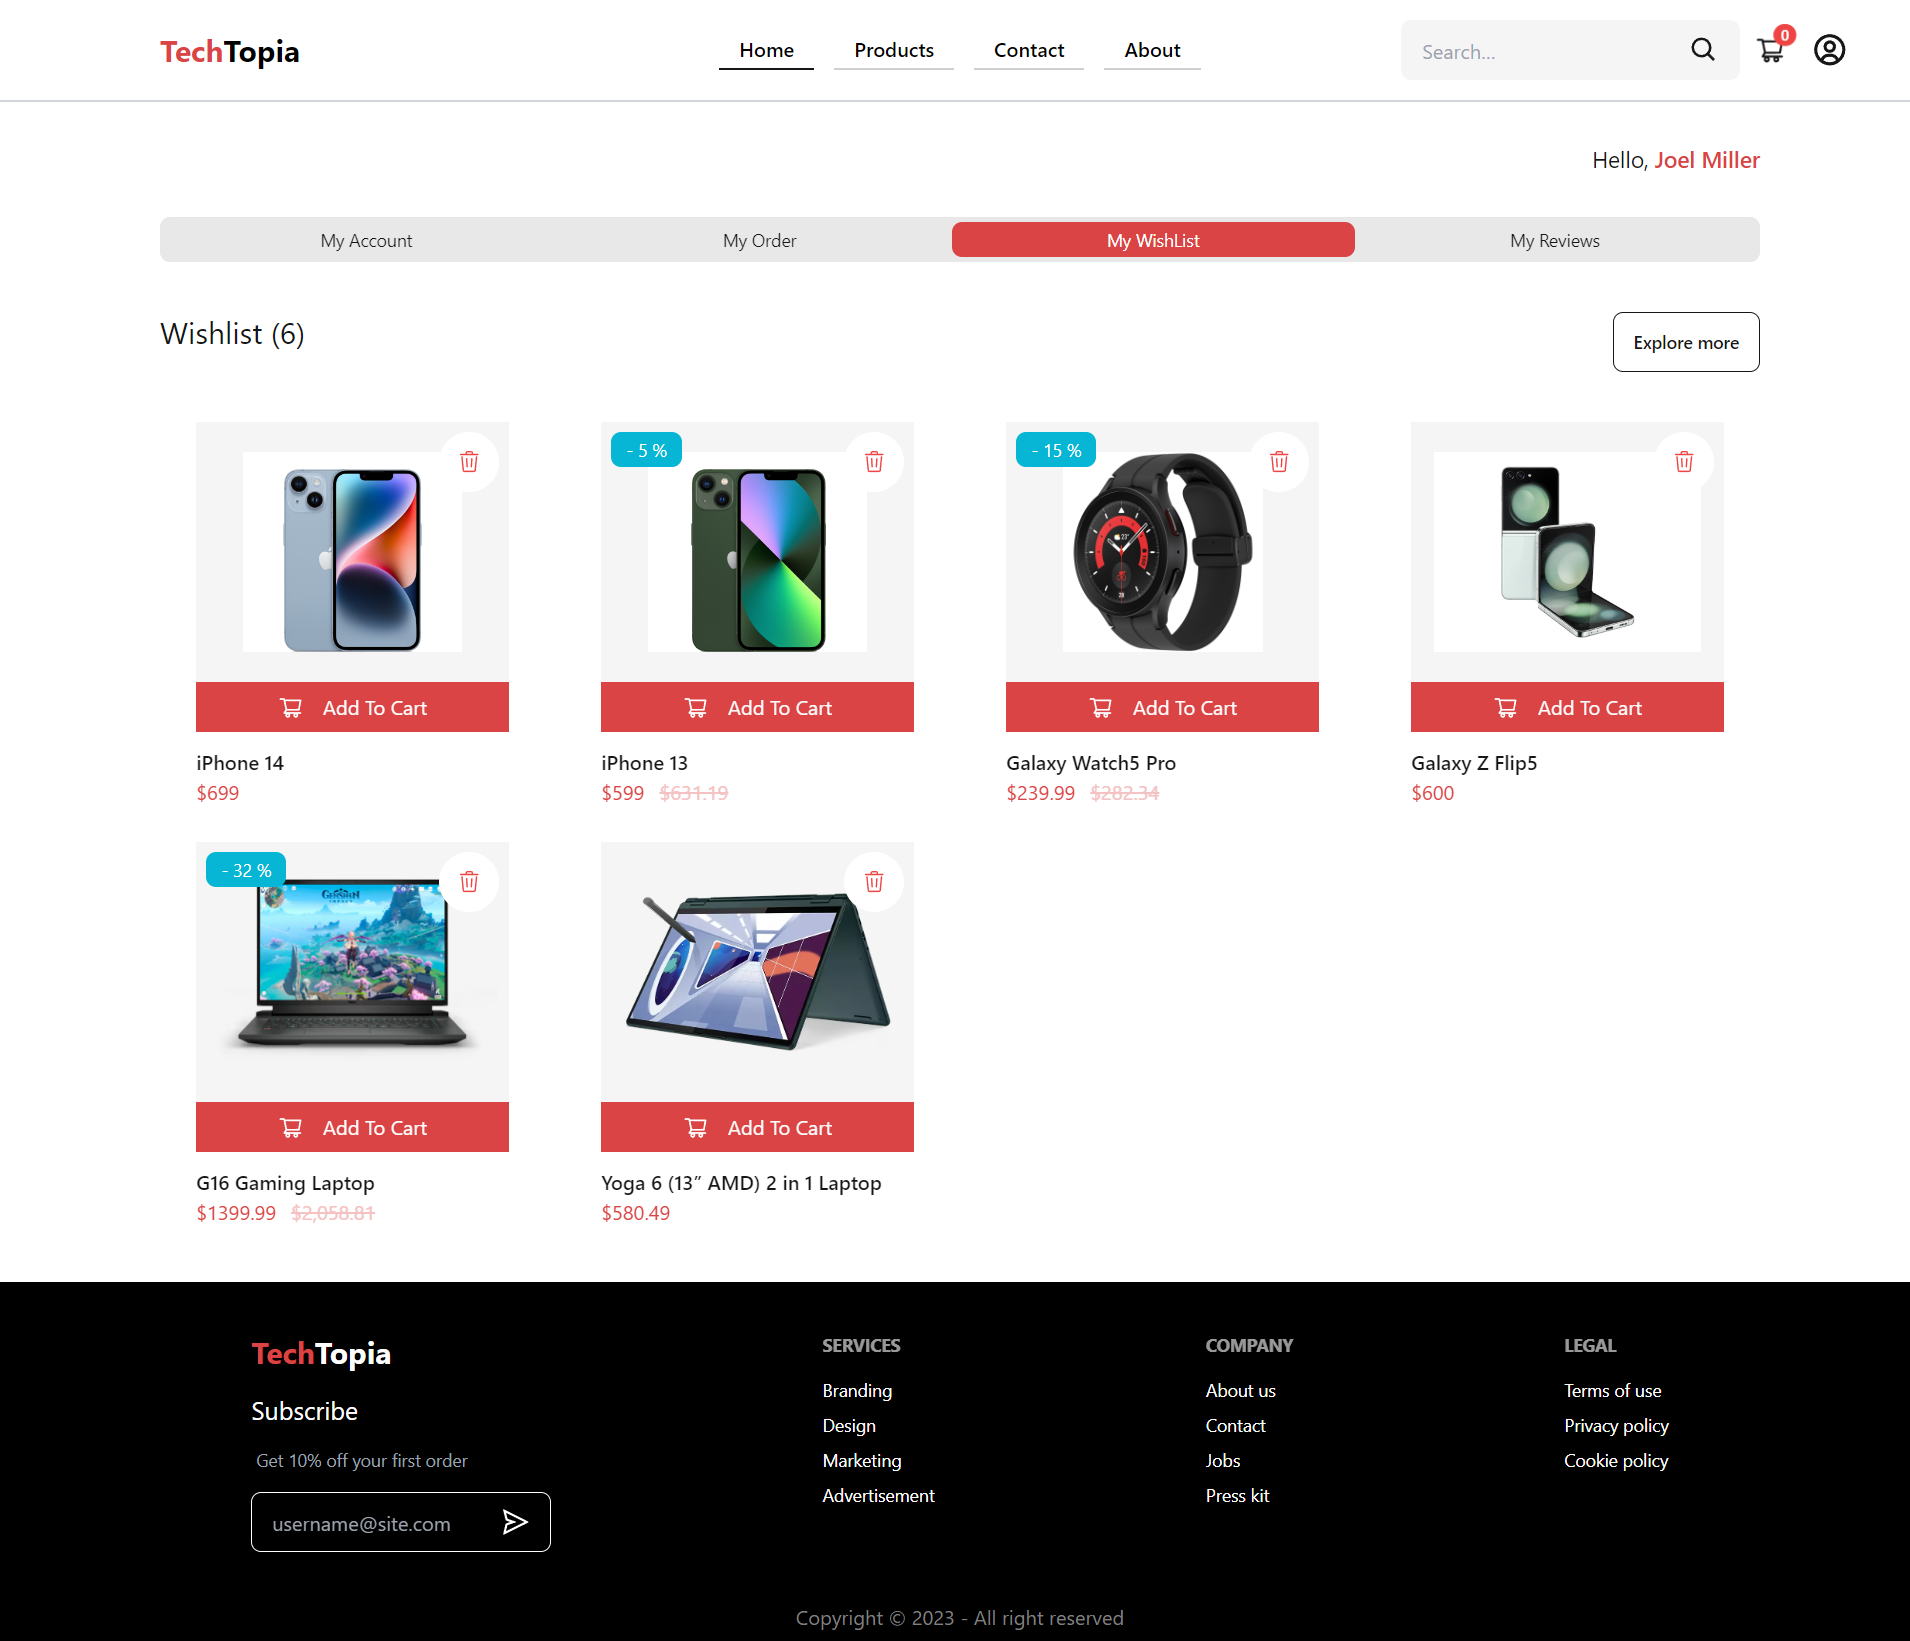 TechTopia
Home Products Contact About
Search...
0
Hello, Joel Miller
My Account My Order My WishList My Reviews
Wishlist (6)
Explore more
- 5 %
- 15 %
Add To Cart Add To Cart Add To Cart Add To Cart
iPhone 14 iPhone 13 Galaxy Watch5 Pro Galaxy Z Flip5
$699 $599 $631.19 $239.99 $282.34 $600
- 32 %
GENSHIN
IMPACT
Add To Cart Add To Cart
G16 Gaming Laptop Yoga 6 (13” AMD) 2 in 1 Laptop
$1399.99 $2,058.81 $580.49
TechTopia
Subscribe
Get 10% off your first order
username@site.com
SERVICES
Branding
Design
Marketing
Advertisement
COMPANY
About us
Contact
Jobs
Press kit
LEGAL
Terms of use
Privacy policy
Cookie policy
Copyright © 2023 - All right reserved